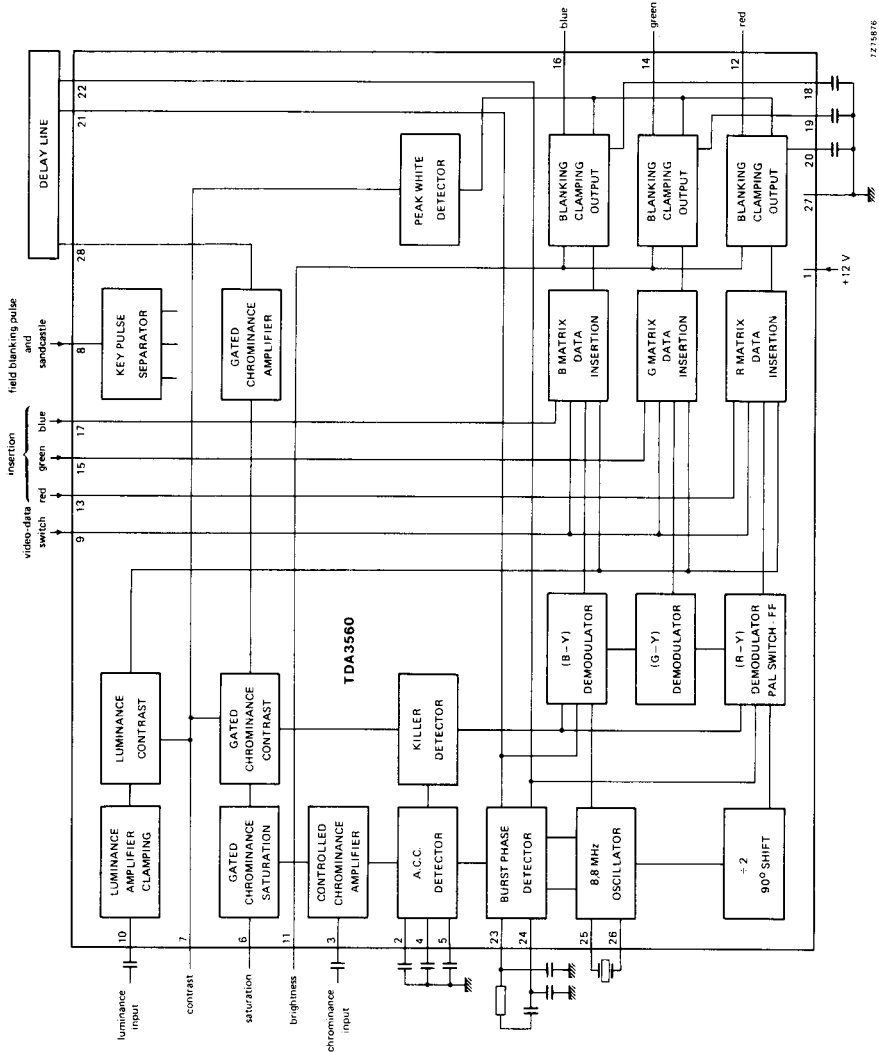 DELAY LINE
field blanking pulse
and
sandcastle
insertion
video-data
switch
red
green
blue
blue
green
red
9
13
15
17
8
28
21
22
16
14
12
KEY PULSE
SEPARATOR
PEAK WHITE
DETECTOR
GATED
CHROMINANCE
AMPLIFIER
TDA3560
LUMINANCE
AMPLIFIER
CLAMPING
LUMINANCE
CONTRAST
GATED
CHROMINANCE
SATURATION
GATED
CHROMINANCE
CONTRAST
CONTROLLED
CHROMINANCE
AMPLIFIER
A.C.C.
DETECTOR
KILLER
DETECTOR
BURST PHASE
DETECTOR
8,8 MHz
OSCILLATOR
÷ 2
90° SHIFT
(B – Y)
DEMODULATOR
(G – Y)
DEMODULATOR
(R – Y)
DEMODULATOR
PAL SWITCH - FF
B MATRIX
DATA
INSERTION
G MATRIX
DATA
INSERTION
R MATRIX
DATA
INSERTION
BLANKING
CLAMPING
OUTPUT
BLANKING
CLAMPING
OUTPUT
BLANKING
CLAMPING
OUTPUT
10
7
6
11
3
2
4
5
23
24
25
26
luminance
input
contrast
saturation
brightness
chrominance
input
1
+12 V
27
20
19
18
7Z75876